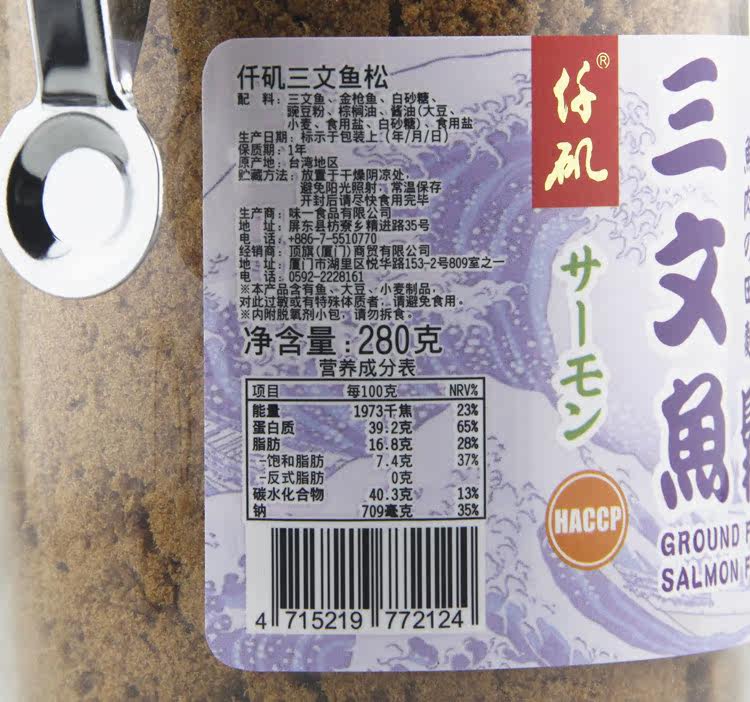 仟矶三文鱼松
配 料：三文鱼、金枪鱼、白砂糖、
豌豆粉、棕榈油、酱油(大豆、
小麦、食用盐、白砂糖)、食用盐
生产日期：标示于包装上（年/月/日）
保质期：1年
原产地：台湾地区
贮藏方法：放置于干燥阴凉处，
避免阳光照射，常温保存
开封后请尽快食用完毕
生产商：味一食品有限公司
地 址：屏东县枋寮乡精进路35号
电 话：+886-7-5510770
经销商：顶旗(厦门)商贸有限公司
地 址：厦门市湖里区悦华路153-2号809室之一
电 话：0592-2228161
※本产品含有鱼、大豆、小麦制品，
对此过敏或有特殊体质者，请避免食用。
※内附脱氧剂小包，请勿拆食。
净含量：280克
营养成分表
项目 每100克 NRV%
能量 1973千焦 23%
蛋白质 39.2克 65%
脂肪 16.8克 28%
-饱和脂肪 7.4克 37%
-反式脂肪 0克
碳水化合物 40.3克 13%
钠 709毫克 35%
4 715219 772124
仟矶®
サーモン
HACCP
三文魚
GROUND
SALMON F